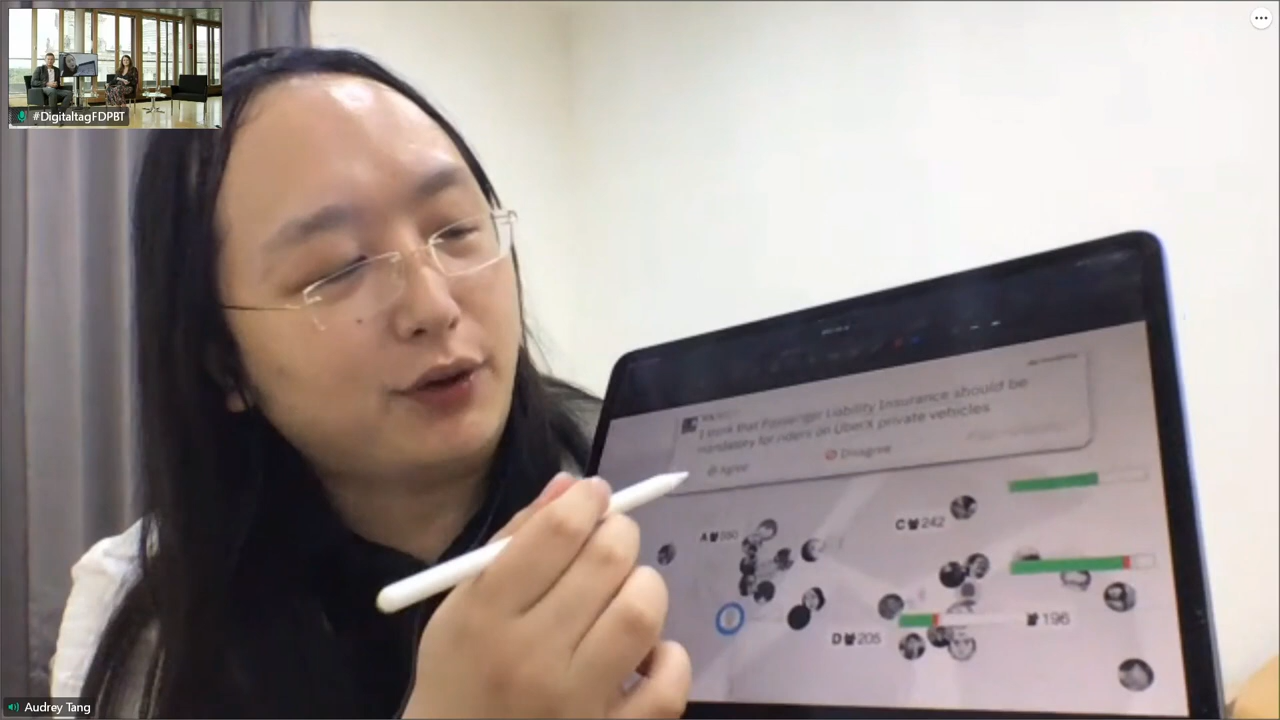 #DigitaltagFDPBT
I think that Passenger Liability Insurance should be
mandatory for riders on UberX private vehicles
Agree
Disagree
A 330
C 242
D 205
196
Audrey Tang